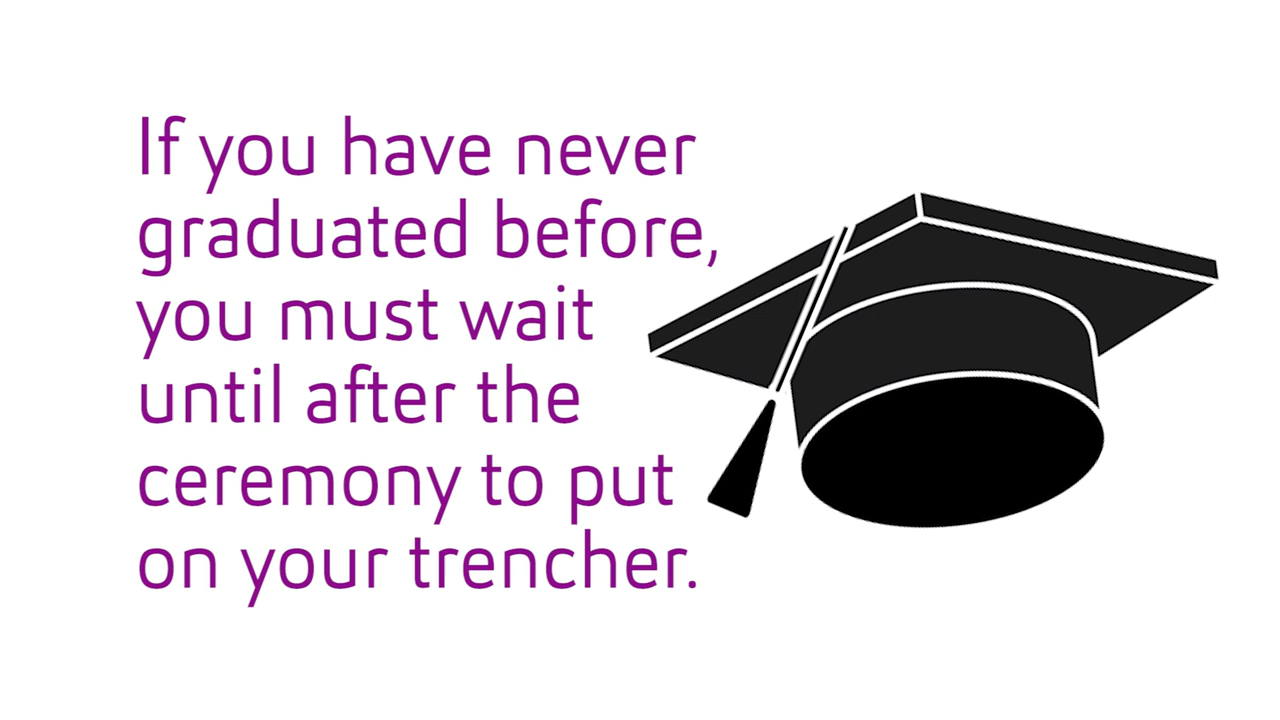 If you have never
graduated before,
you must wait
until after the
ceremony to put
on your trencher.